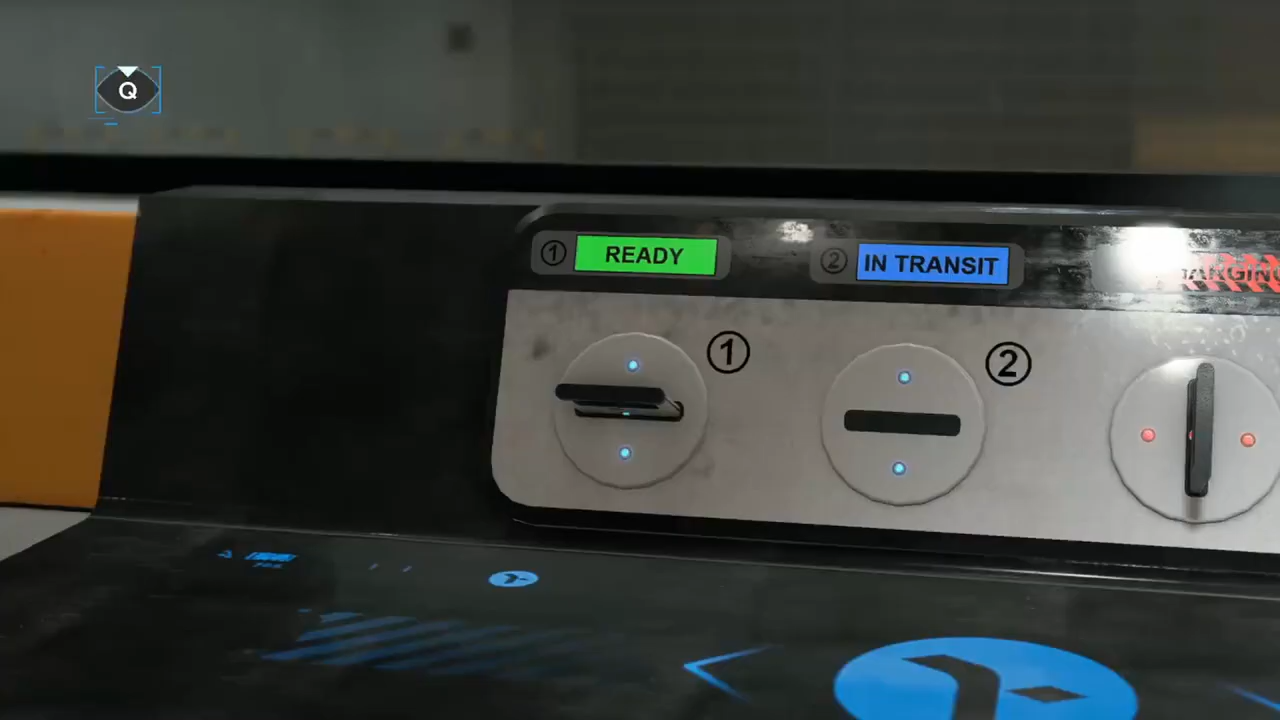 Q
① READY
② IN TRANSIT
①
②